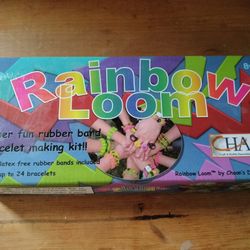 Rainbow
Loom
er fun rubber band
celet making kit!!
latex free rubber bands include
up to 24 bracelets
CHA
Rainbow Loom™ by Choon's D